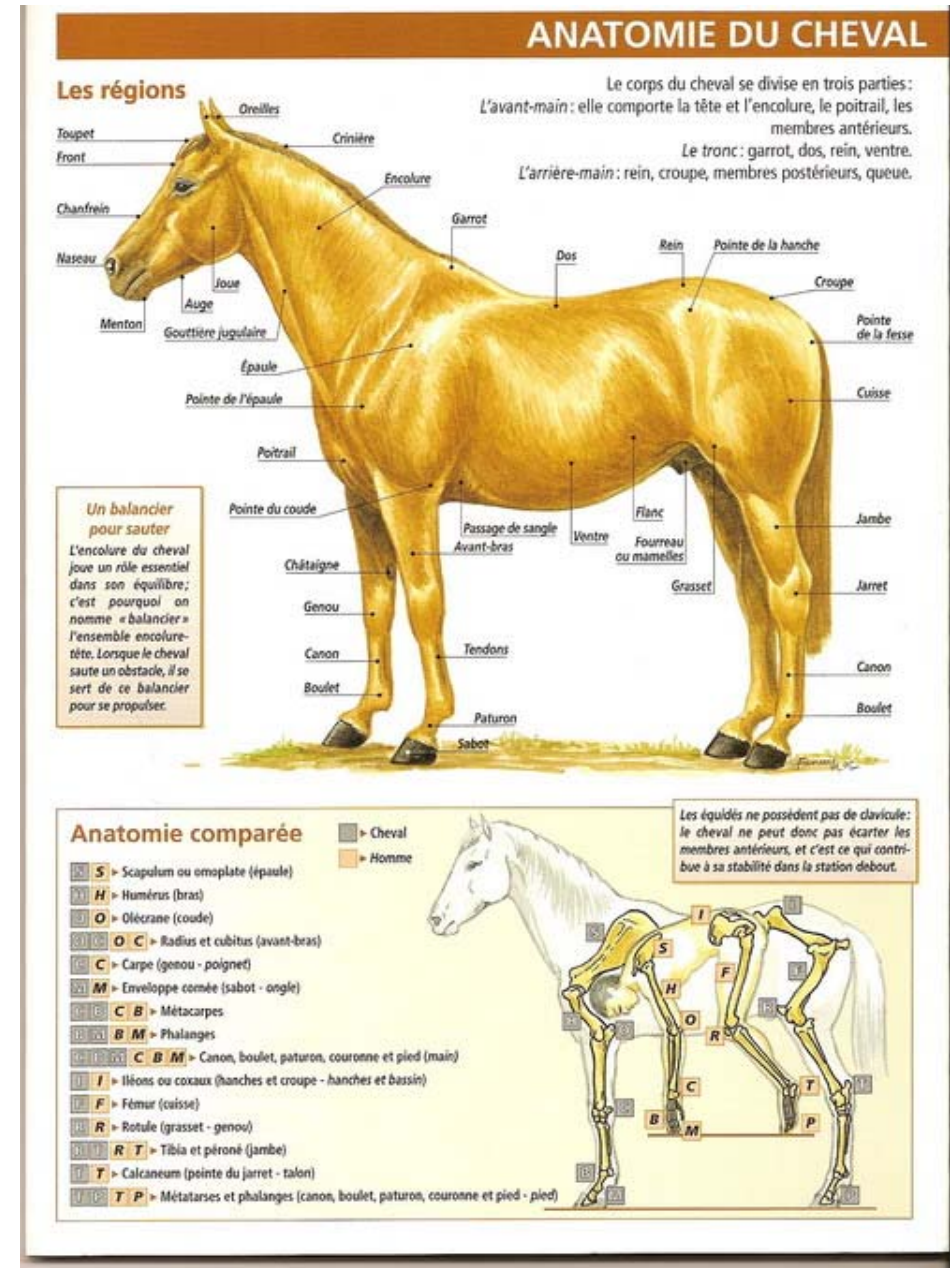 ANATOMIE DU CHEVAL
Les régions
Le corps du cheval se divise en trois parties :
L'avant-main : elle comporte la tête et l'encolure, le poitrail, les
membres antérieurs.
Le tronc : garrot, dos, rein, ventre.
L'arrière-main : rein, croupe, membres postérieurs, queue.
Oreilles
Toupet
Crinière
Front
Encolure
Chanfrein
Garrot
Naseau
Dos
Rein
Pointe de la hanche
Croupe
Joue
Auge
Menton
Gouttière jugulaire
Pointe
de la fesse
Épaule
Pointe de l'épaule
Cuisse
Poitrail
Pointe du coude
Passage de sangle
Avant-bras
Ventre
Flanc
Fourreau
ou mamelles
Grasset
Jambe
Châtaigne
Jarret
Genou
Canon
Tendons
Canon
Boulet
Boulet
Paturon
Sabot
Un balancier
pour sauter
L'encolure du cheval
joue un rôle essentiel
dans son équilibre ;
c'est pourquoi on
nomme « balancier »
l'ensemble encolure-
tête. Lorsque le cheval
saute un obstacle, il se
sert de ce balancier
pour se propulser.
Anatomie comparée
Cheval
Homme
Les équidés ne possèdent pas de clavicule :
le cheval ne peut donc pas écarter les
membres antérieurs, et c'est ce qui contri-
bue à sa stabilité dans la station debout.
S S Scapulum ou omoplate (épaule)
H Humérus (bras)
O Olécrane (coude)
O C Radius et cubitus (avant-bras)
C Carpe (genou - poignet)
M Enveloppe cornée (sabot - ongle)
C B C B Métacarpes
B M B M Phalanges
C B M C B M Canon, boulet, paturon, couronne et pied (main)
I I Iléons ou coxaux (hanches et croupe - hanches et bassin)
F F Fémur (cuisse)
R R Rotule (grasset - genou)
R T Tibia et péroné (jambe)
T T Calcaneum (pointe du jarret - talon)
T P T P Métatarses et phalanges (canon, boulet, paturon, couronne et pied - pied)
S
S
I
F
H
O
R
C
B
M
T
P